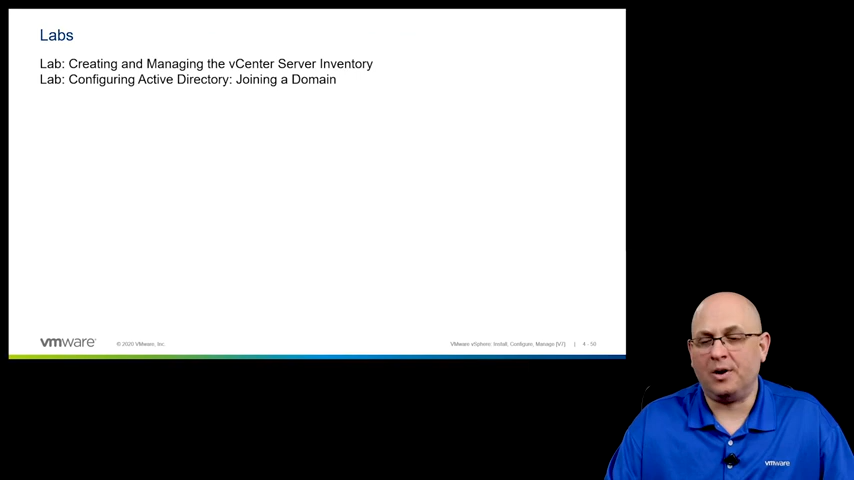 Labs
Lab: Creating and Managing the vCenter Server Inventory
Lab: Configuring Active Directory: Joining a Domain
vmware
© 2020 VMware, Inc.
VMware vSphere: Install, Configure, Manage [V7] | 4 - 50
vmware